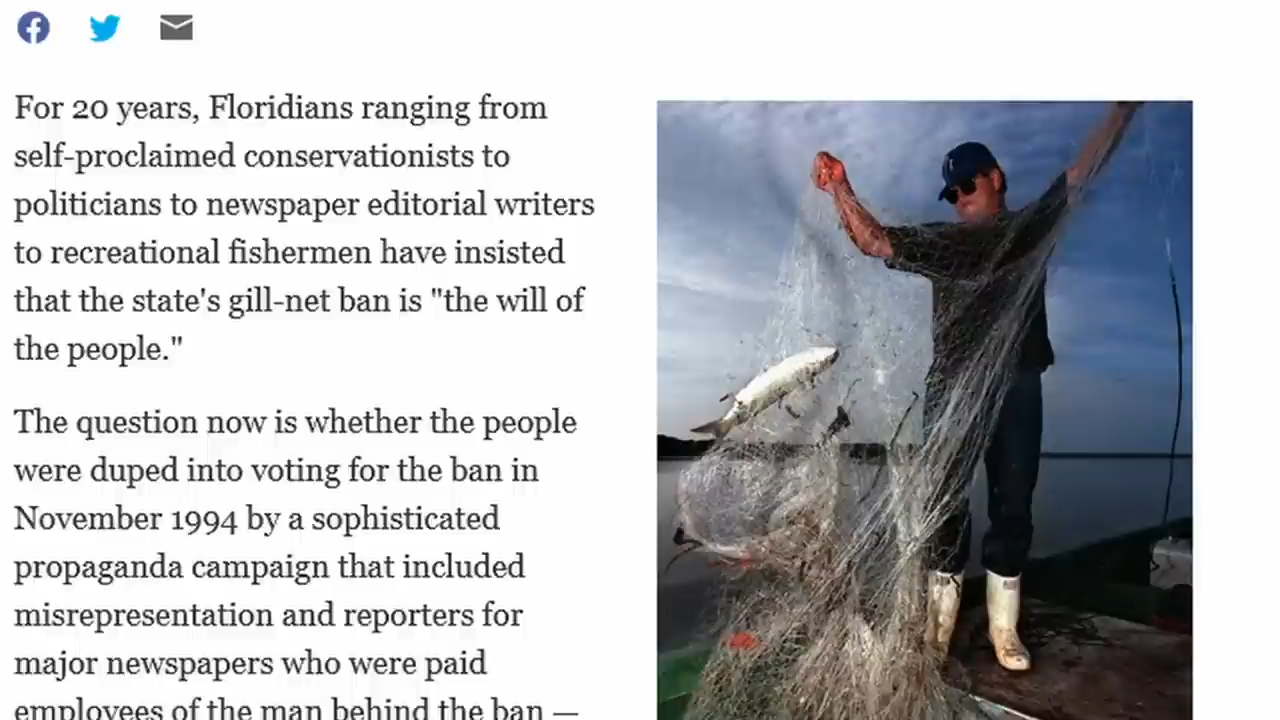 For 20 years, Floridians ranging from
self-proclaimed conservationists to
politicians to newspaper editorial writers
to recreational fishermen have insisted
that the state's gill-net ban is "the will of
the people."
The question now is whether the people
were duped into voting for the ban in
November 1994 by a sophisticated
propaganda campaign that included
misrepresentation and reporters for
major newspapers who were paid
employees of the man behind the ban —